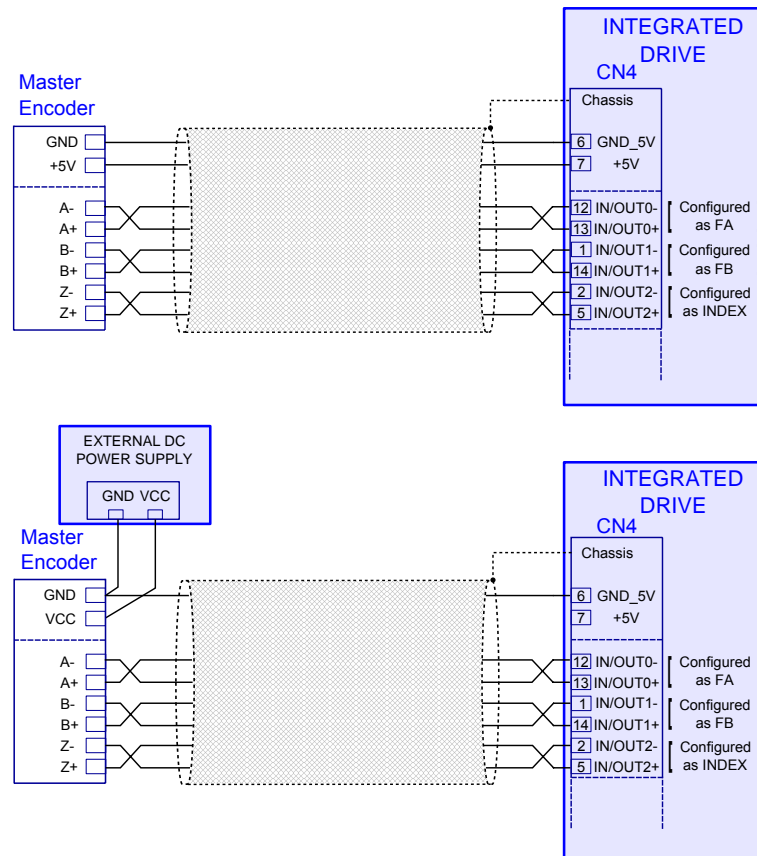 INTEGRATED
DRIVE
CN4
Master
Encoder
Chassis
GND
6 GND_5V
+5V
7 +5V
A-
12 IN/OUT0-
Configured
A+
13 IN/OUT0+
as FA
B-
1 IN/OUT1-
Configured
B+
14 IN/OUT1+
as FB
Z-
2 IN/OUT2-
Configured
Z+
5 IN/OUT2+
as INDEX
EXTERNAL DC
POWER SUPPLY
GND VCC
INTEGRATED
DRIVE
CN4
Master
Encoder
Chassis
GND
6 GND_5V
VCC
7 +5V
A-
12 IN/OUT0-
Configured
A+
13 IN/OUT0+
as FA
B-
1 IN/OUT1-
Configured
B+
14 IN/OUT1+
as FB
Z-
2 IN/OUT2-
Configured
Z+
5 IN/OUT2+
as INDEX